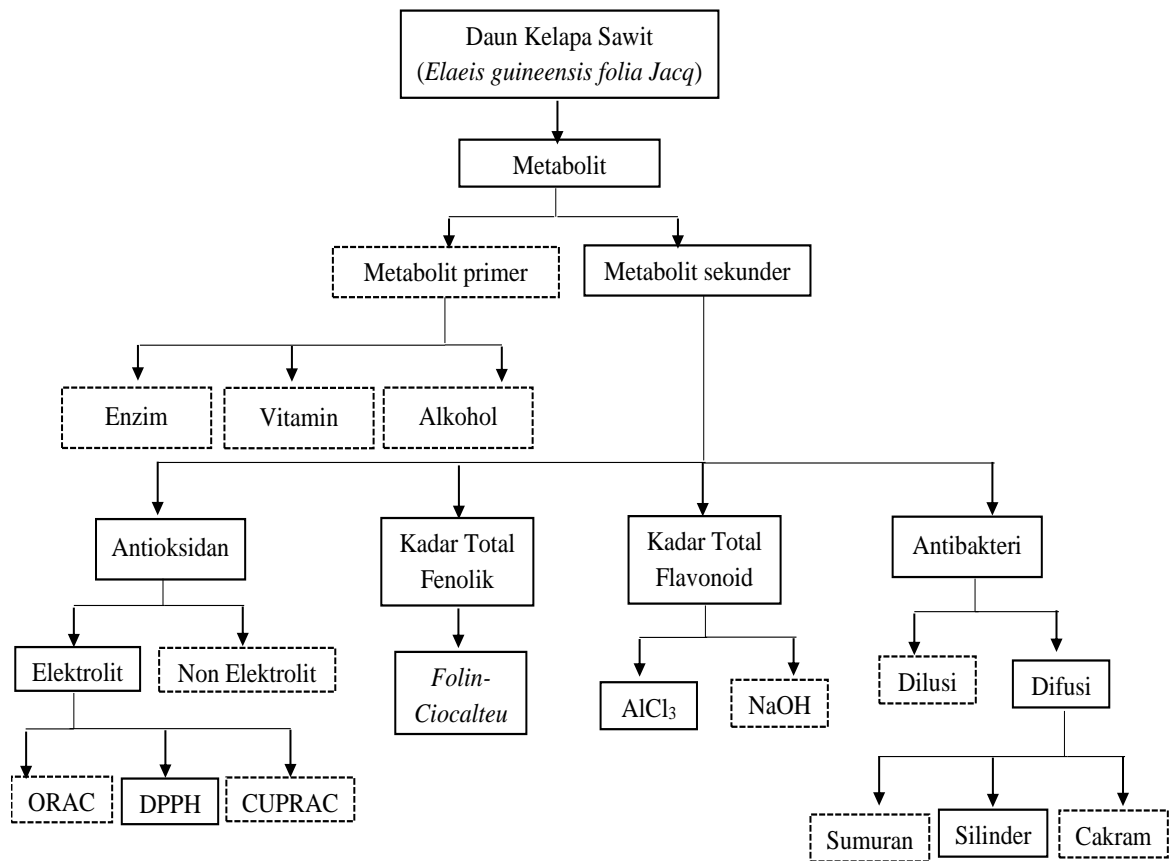 Daun Kelapa Sawit
(Elaeis guineensis folia Jacq)
Metabolit
Metabolit primer
Metabolit sekunder
Enzim
Vitamin
Alkohol
Antioksidan
Kadar Total
Fenolik
Kadar Total
Flavonoid
Antibakteri
Elektrolit
Non Elektrolit
Folin-
Ciocalteu
AlCl₃
NaOH
Dilusi
Difusi
ORAC
DPPH
CUPRAC
Sumuran
Silinder
Cakram